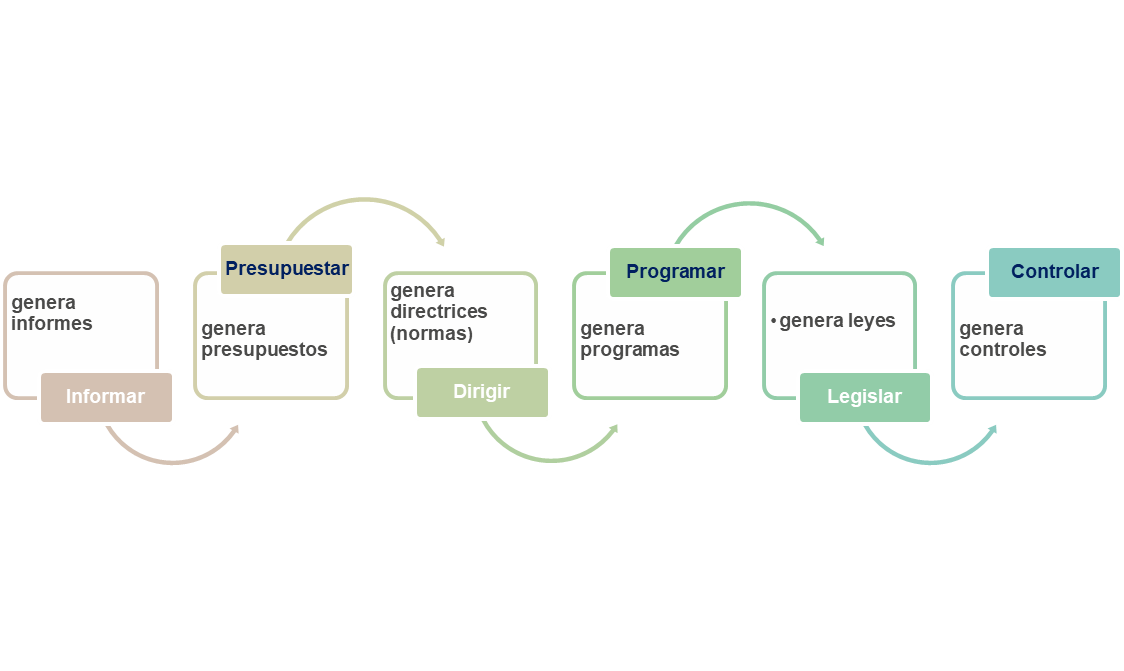 genera
informes
Informar
Presupuestar
genera
presupuestos
genera
directrices
(normas)
Dirigir
Programar
genera
programas
• genera leyes
Legislar
Controlar
genera
controles